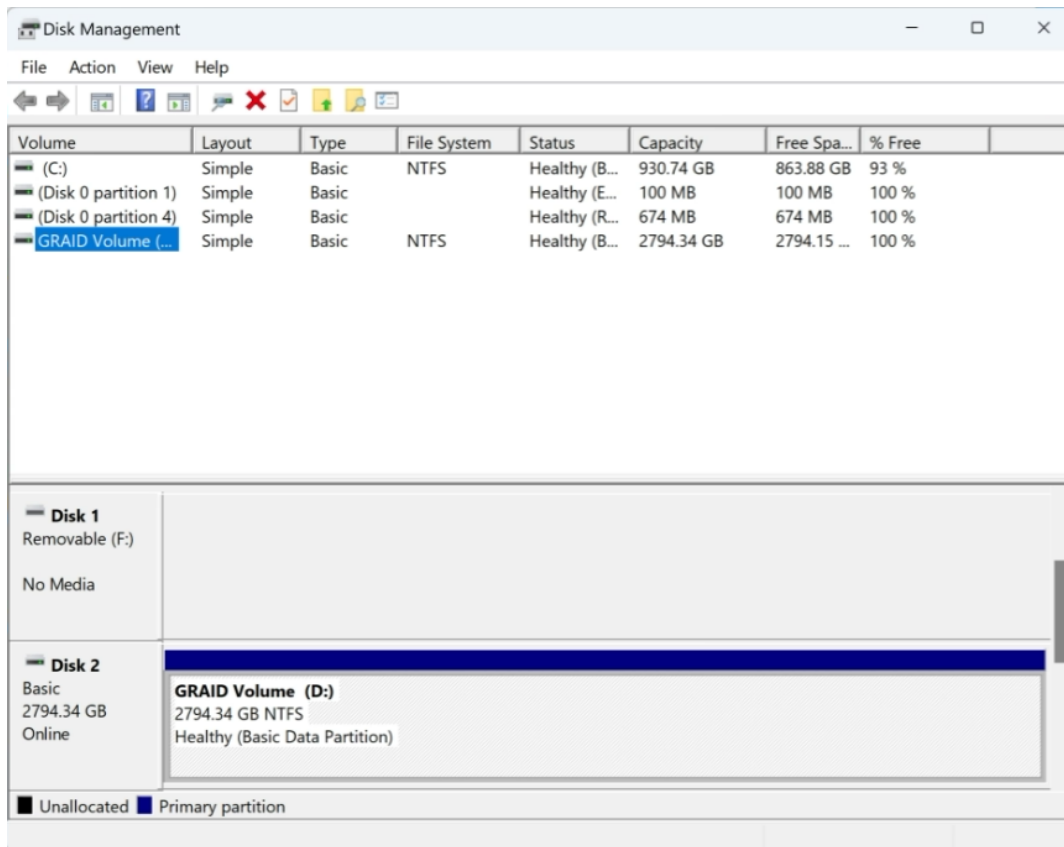 Disk Management
File Action View Help
Volume Layout Type File System Status Capacity Free Spa... % Free
(C:) Simple Basic NTFS Healthy (B... 930.74 GB 863.88 GB 93 %
(Disk 0 partition 1) Simple Basic Healthy (E... 100 MB 100 MB 100 %
(Disk 0 partition 4) Simple Basic Healthy (R... 674 MB 674 MB 100 %
GRAID Volume (... Simple Basic NTFS Healthy (B... 2794.34 GB 2794.15 ... 100 %
Disk 1
Removable (F:)
No Media
Disk 2
Basic
2794.34 GB
Online
GRAID Volume (D:)
2794.34 GB NTFS
Healthy (Basic Data Partition)
Unallocated Primary partition